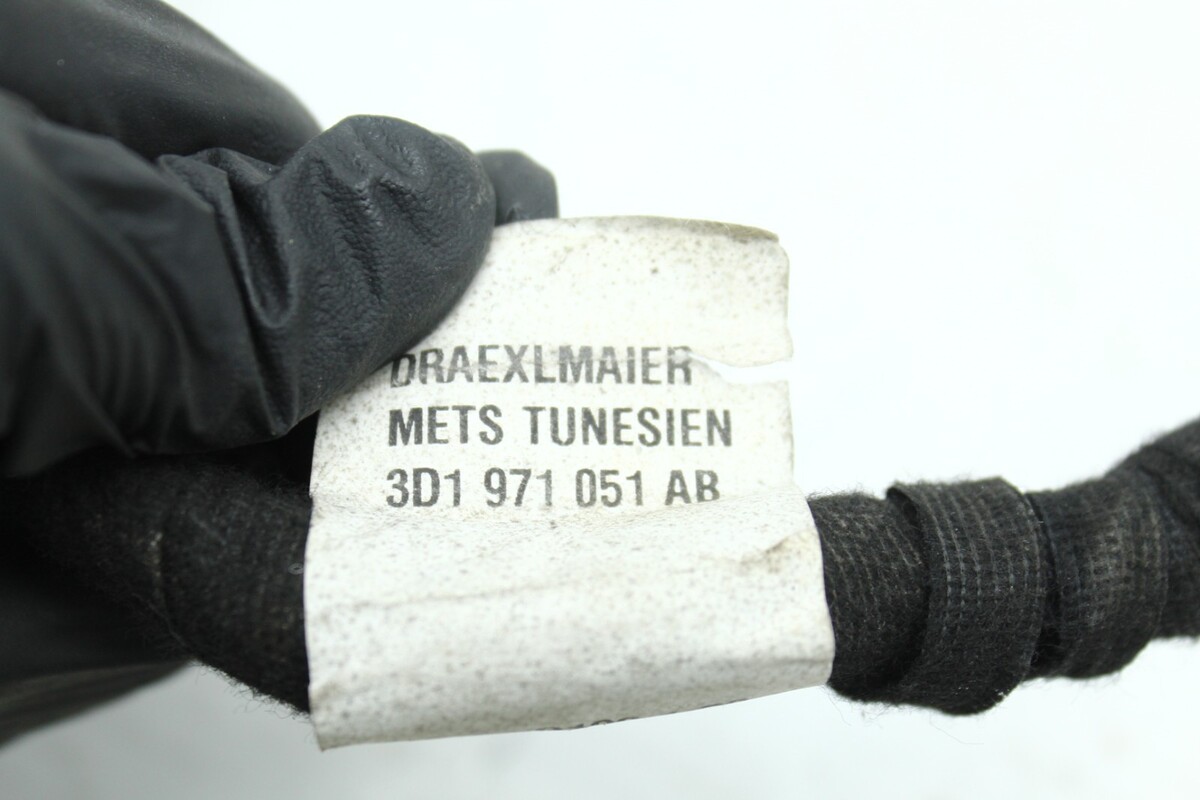 DRAEXLMAIER
METS TUNESIEN
3D1 971 051 AB